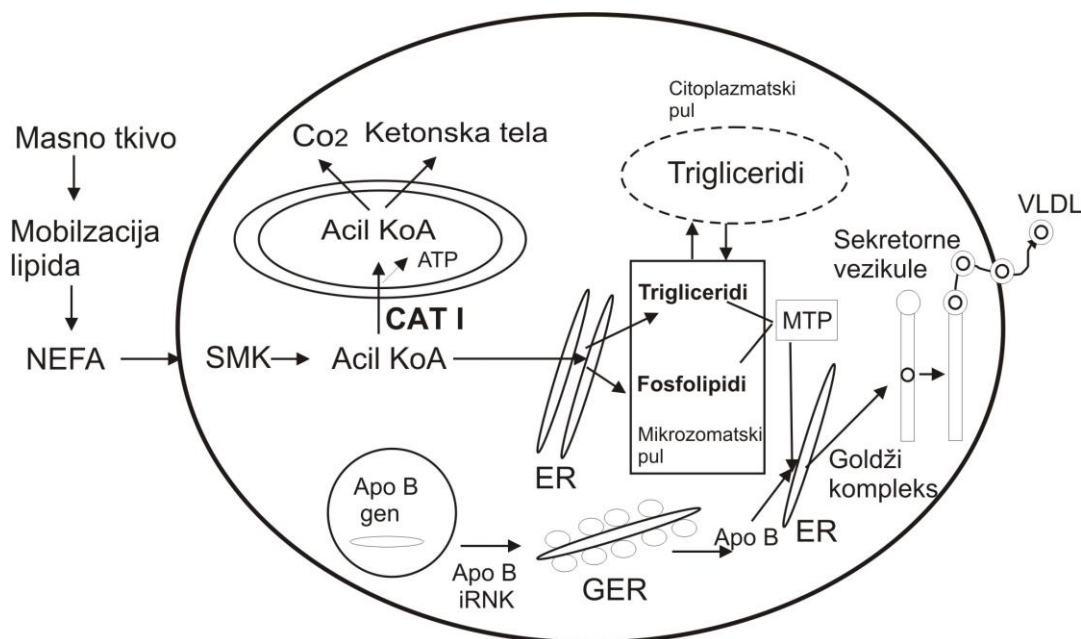 Masno tkivo
Mobilzacija
lipida
NEFA
Co2
Ketonska tela
Acil KoA
ATP
CAT I
SMK
Acil KoA
ER
Citoplazmatski
pul
Trigliceridi
Trigliceridi
Fosfolipidi
Mikrozomatski
pul
MTP
Sekretorne
vezikule
VLDL
Goldži
kompleks
ER
Apo B
gen
Apo B
iRNK
GER
Apo B